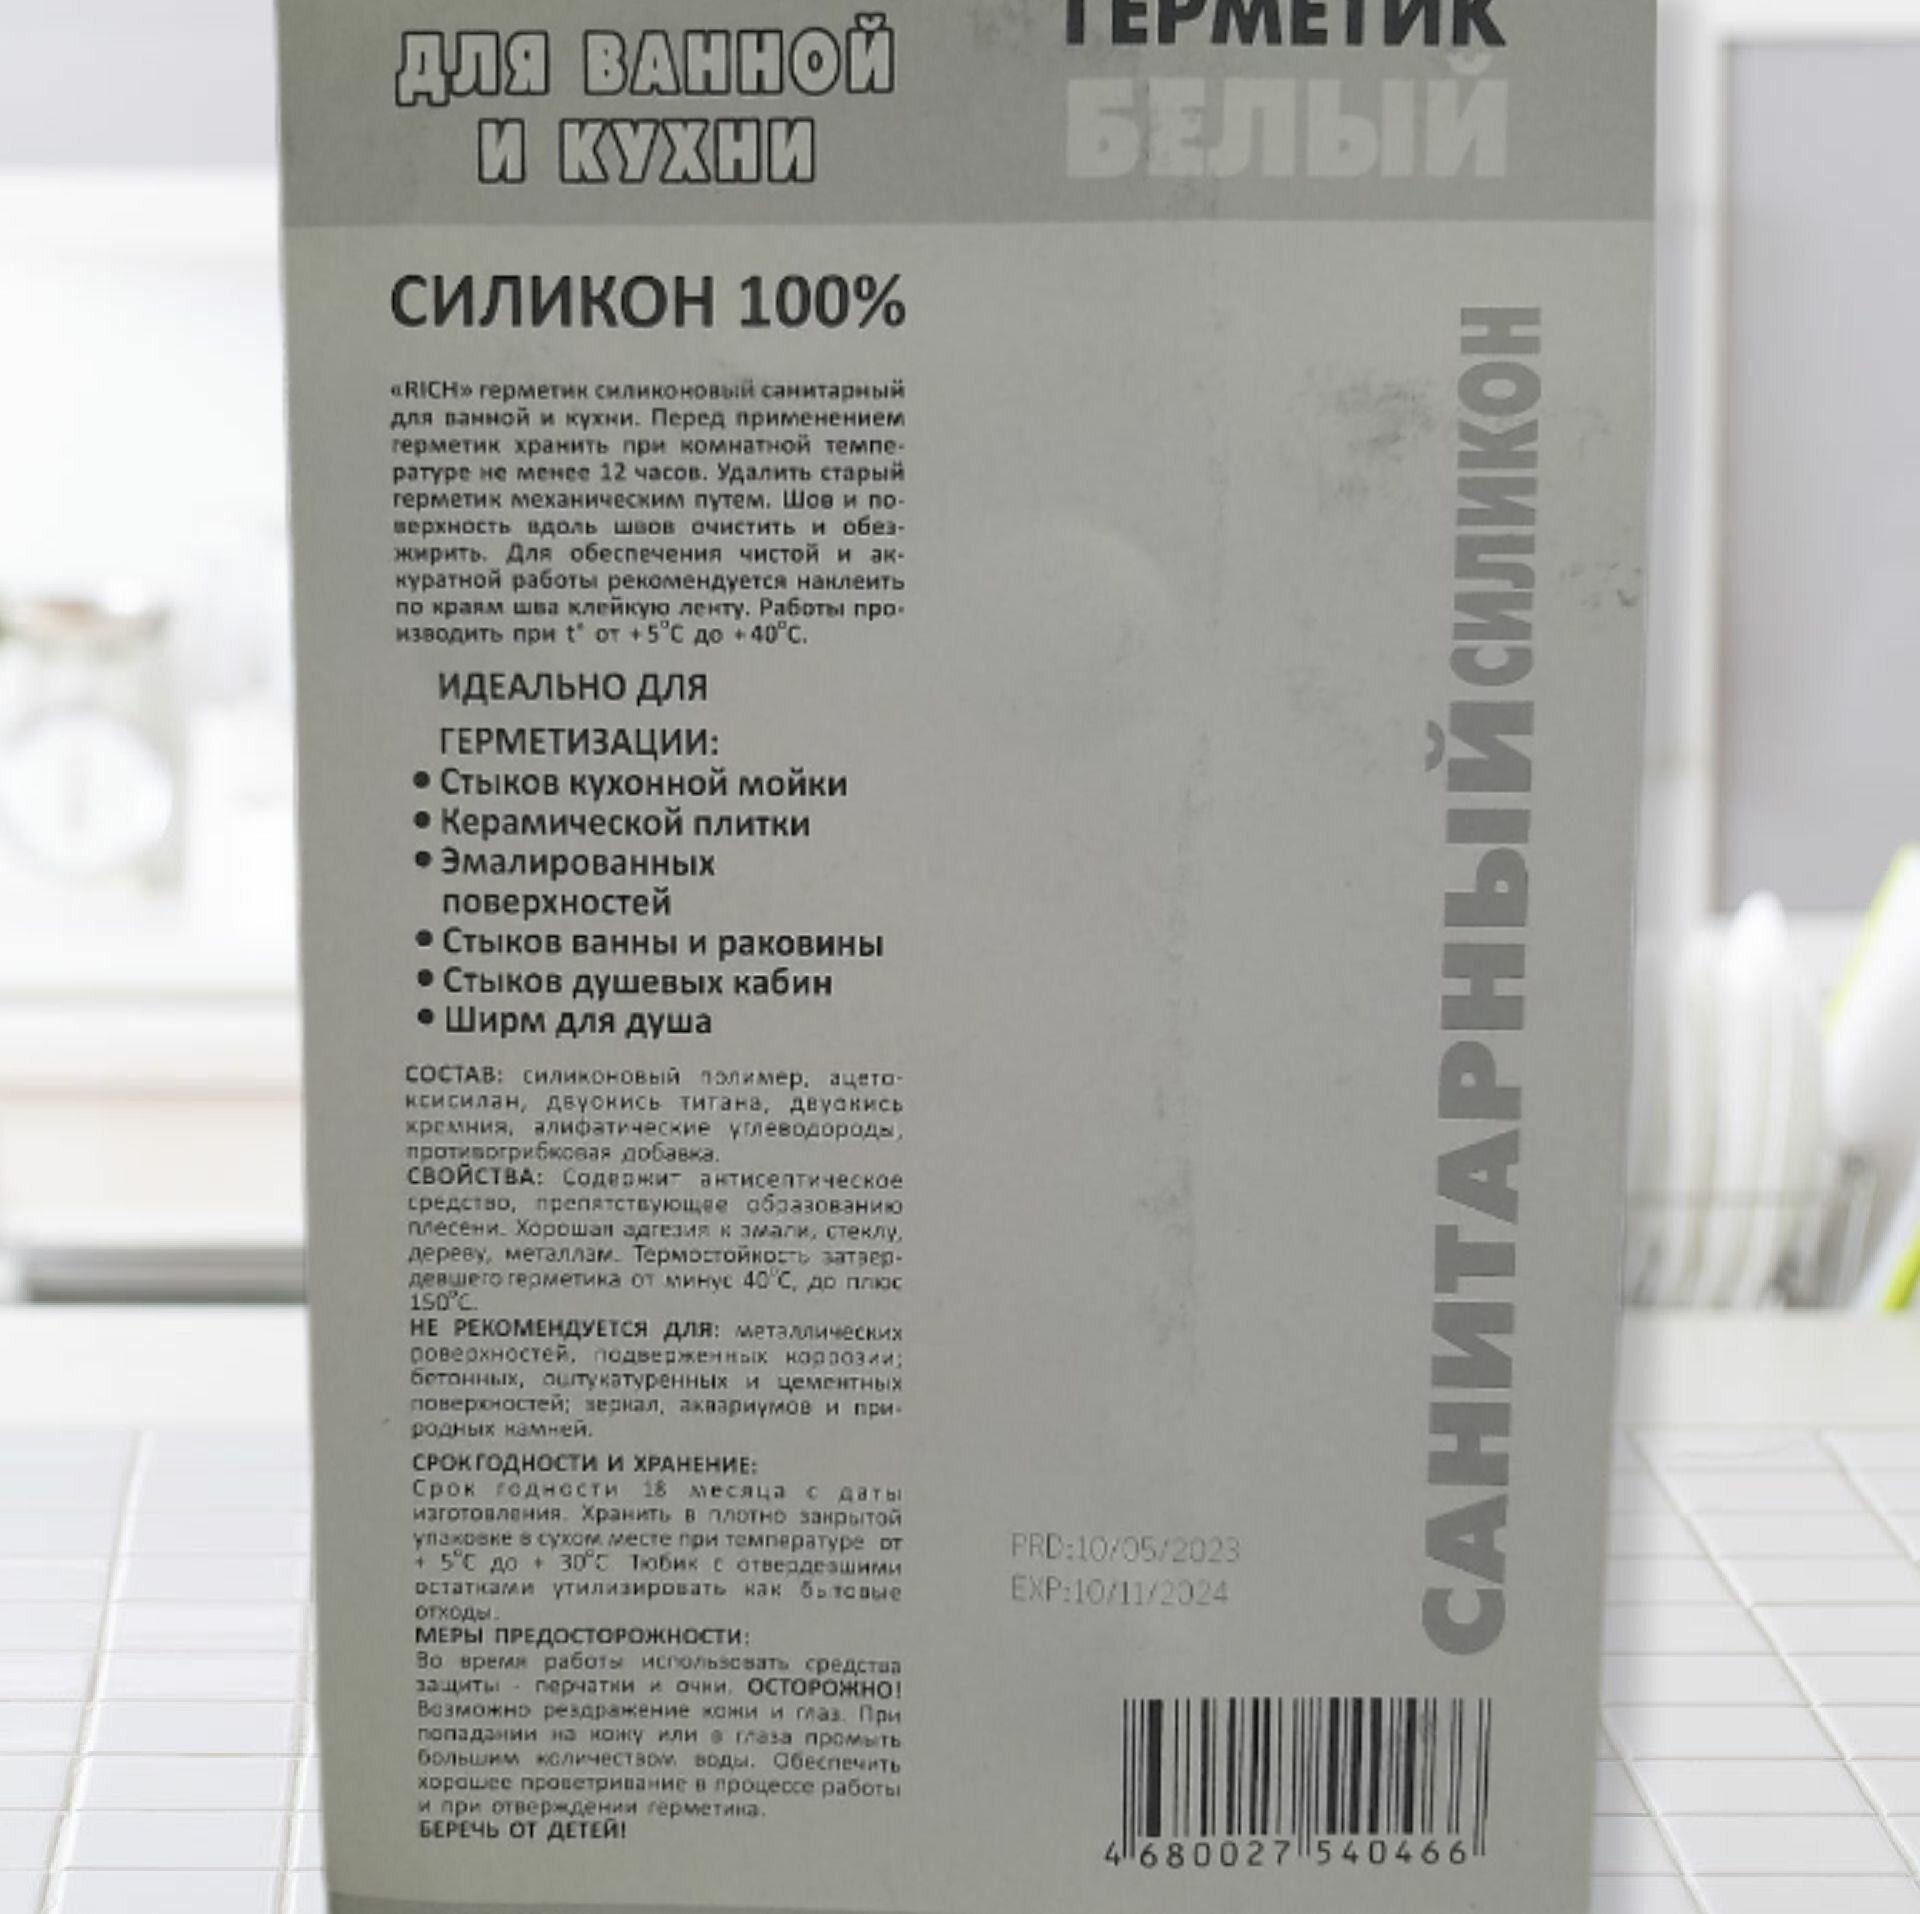 ДЛЯ ВАННОЙ
И КУХНИ
ГЕРМЕТИК
БЕЛЫЙ
СИЛИКОН 100%
«RICH» герметик силиконовый санитарный
для ванной и кухни. Перед применением
герметик хранить при комнатной темпе-
ратуре не менее 12 часов. Удалить старый
герметик механическим путем. Шов и по-
верхность вдоль швов очистить и обез-
жирить. Для обеспечения чистой и ак-
куратной работы рекомендуется наклеить
по краям шва клейкую ленту. Работы про-
изводить при t° от +5°С до +40°С.
ИДЕАЛЬНО ДЛЯ
ГЕРМЕТИЗАЦИИ:
• Стыков кухонной мойки
• Керамической плитки
• Эмалированных
поверхностей
• Стыков ванны и раковины
• Стыков душевых кабин
• Ширм для душа
СОСТАВ: силиконовый полимер, ацето-
ксисилан, двуокись титана, двуокись
кремния, алифатические углеводороды,
противогрибковая добавка.
СВОЙСТВА: Содержит антисептическое
средство, препятствующее образованию
плесени. Хорошая адгезия к эмали, стеклу,
дереву, металлам. Термостойкость затвер-
девшего герметика от минус 40°С, до плюс
150°С.
НЕ РЕКОМЕНДУЕТСЯ ДЛЯ: металлических
поверхностей, подверженных коррозии;
бетонных, оштукатуренных и цементных
поверхностей; зеркал, аквариумов и при-
родных камней.
СРОК ГОДНОСТИ И ХРАНЕНИЕ:
Срок годности 18 месяца с даты
изготовления. Хранить в плотно закрытой
упаковке в сухом месте при температуре от
+ 5°С до + 30°С. Тюбик с отвердевшими
остатками утилизировать как бытовые
отходы.
МЕРЫ ПРЕДОСТОРОЖНОСТИ:
Во время работы использовать средства
защиты - перчатки и очки. ОСТОРОЖНО!
Возможно раздражение кожи и глаз. При
попадании на кожу или в глаза промыть
большим количеством воды. Обеспечить
хорошее проветривание в процессе работы
и при отверждении герметика.
БЕРЕЧЬ ОТ ДЕТЕЙ!
САНИТАРНЫЙ СИЛИКОН
PRD:10/05/2023
EXP:10/11/2024
4 680027 540466